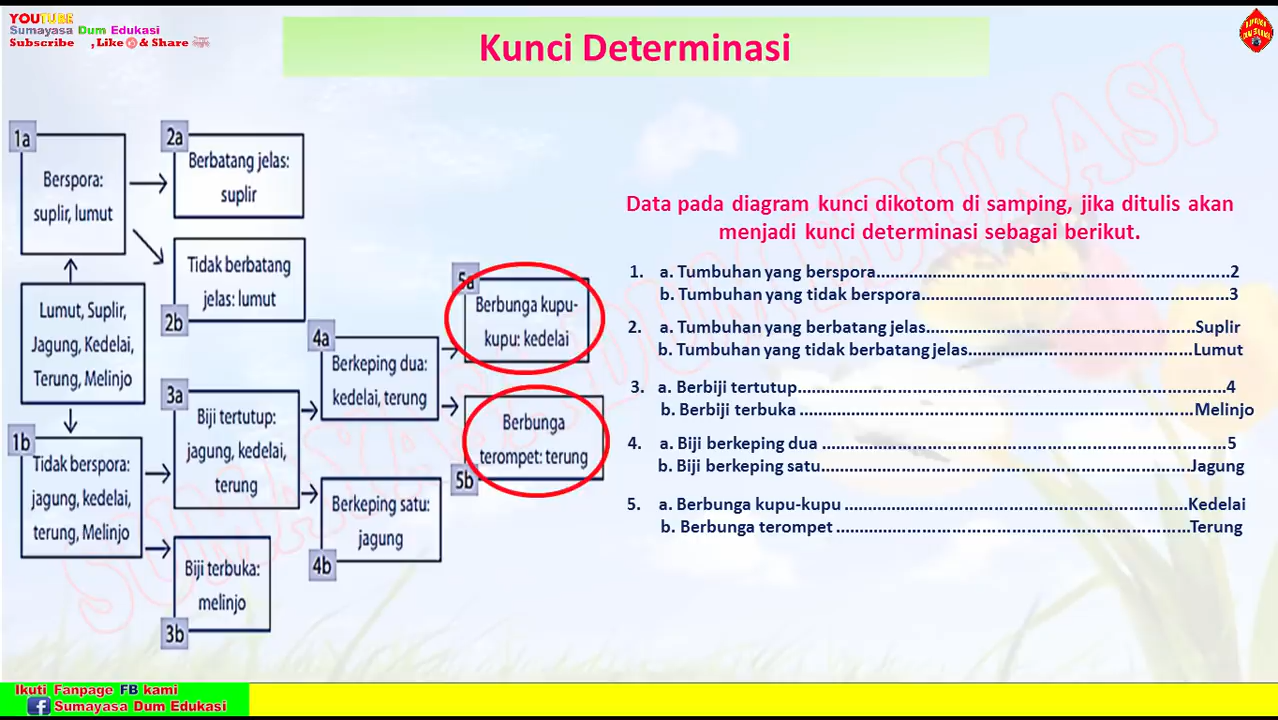 YOUTUBE
Sumayasa Dum Edukasi
Subscribe ,Like & Share
Kunci Determinasi
1a
Berspora:
suplir, lumut
2a
Berbatang jelas:
suplir
Tidak berbatang
jelas: lumut
2b
Lumut, Suplir,
Jagung, Kedelai,
Terung, Melinjo
1b
Tidak berspora:
jagung, kedelai,
terung, Melinjo
3a
Biji tertutup:
jagung, kedelai,
terung
Biji terbuka:
melinjo
3b
4a
Berkeping dua:
kedelai, terung
Berkeping satu:
jagung
4b
5a
Berbunga kupu-
kupu: kedelai
Berbunga
terompet: terung
5b
Data pada diagram kunci dikotom di samping, jika ditulis akan
menjadi kunci determinasi sebagai berikut.
1. a. Tumbuhan yang berspora.....................................................................2
b. Tumbuhan yang tidak berspora.............................................................3
2. a. Tumbuhan yang berbatang jelas.....................................................Suplir
b. Tumbuhan yang tidak berbatang jelas............................................Lumut
3. a. Berbiji tertutup....................................................................................4
b. Berbiji terbuka ............................................................................Melinjo
4. a. Biji berkeping dua ................................................................................5
b. Biji berkeping satu.........................................................................Jagung
5. a. Berbunga kupu-kupu ....................................................................Kedelai
b. Berbunga terompet ......................................................................Terung
SUMAYASA DUM EDUKASI
Ikuti Fanpage FB kami
Sumayasa Dum Edukasi